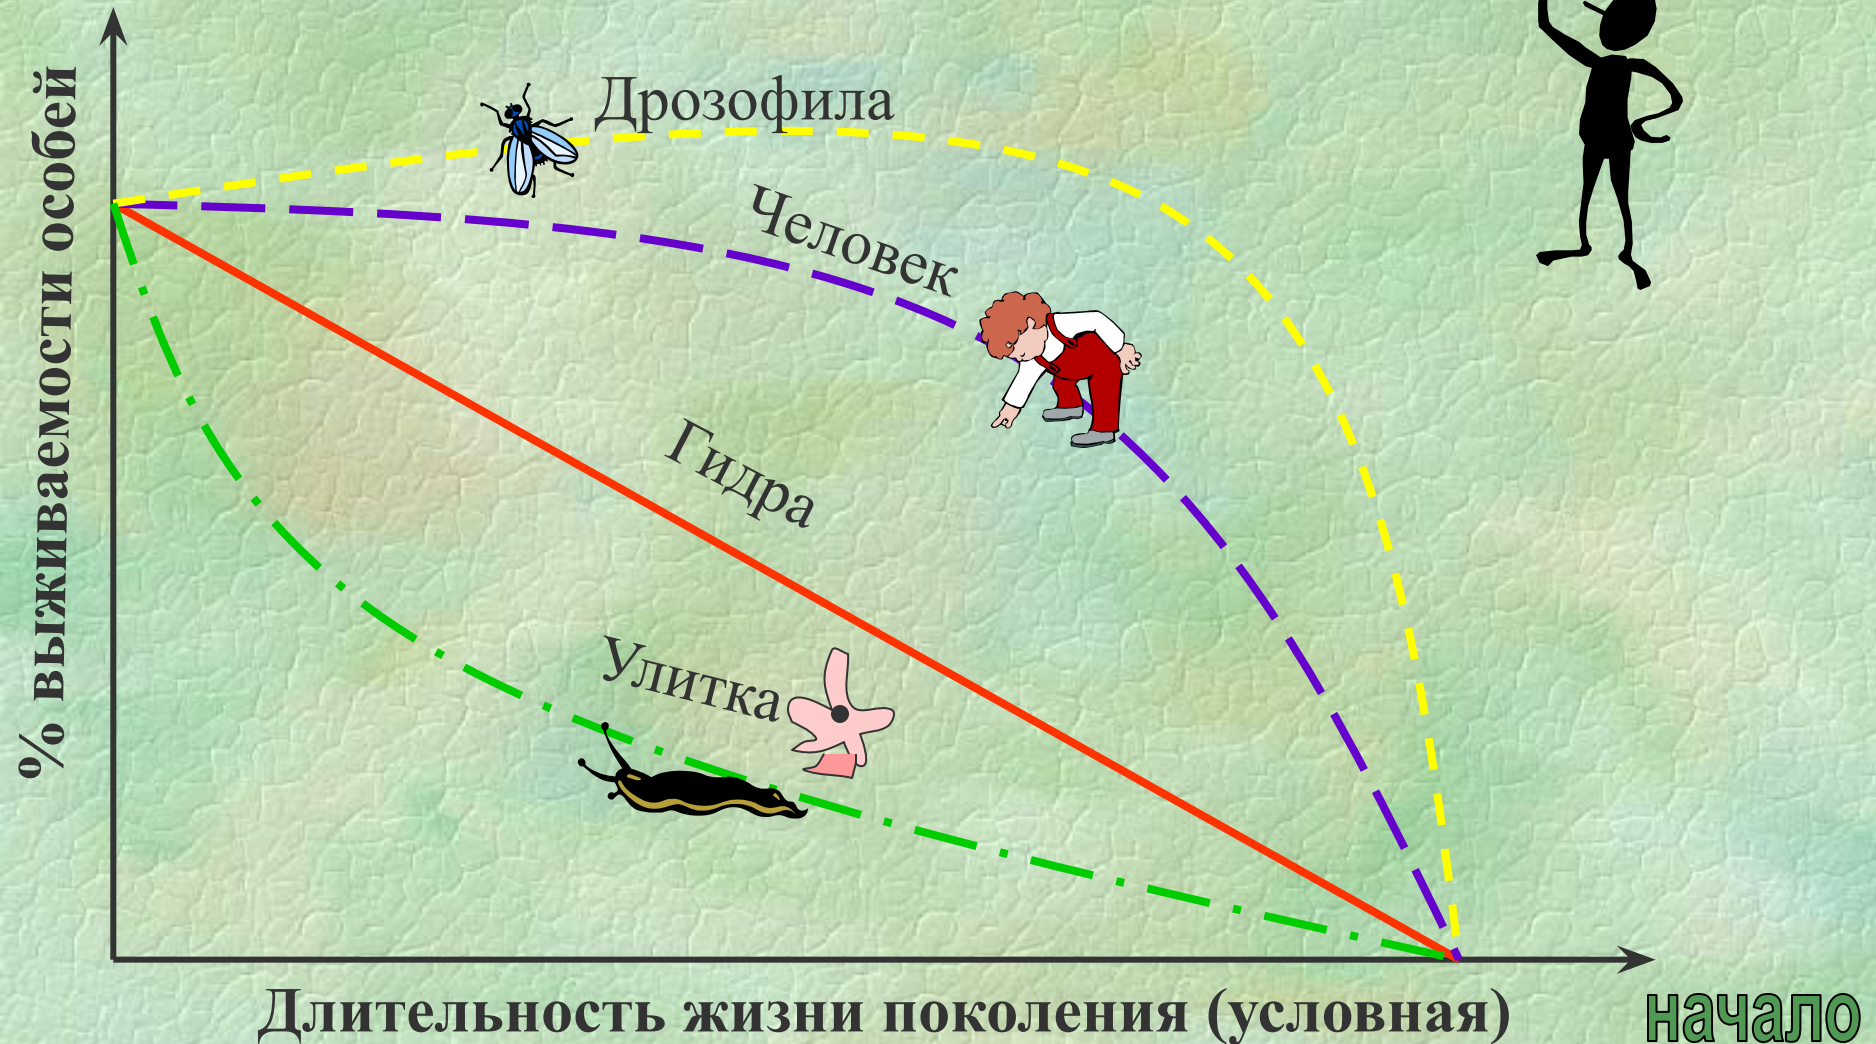 % выживаемости особей
Дрозофила
Человек
Гидра
Улитка
Длительность жизни поколения (условная)
начало